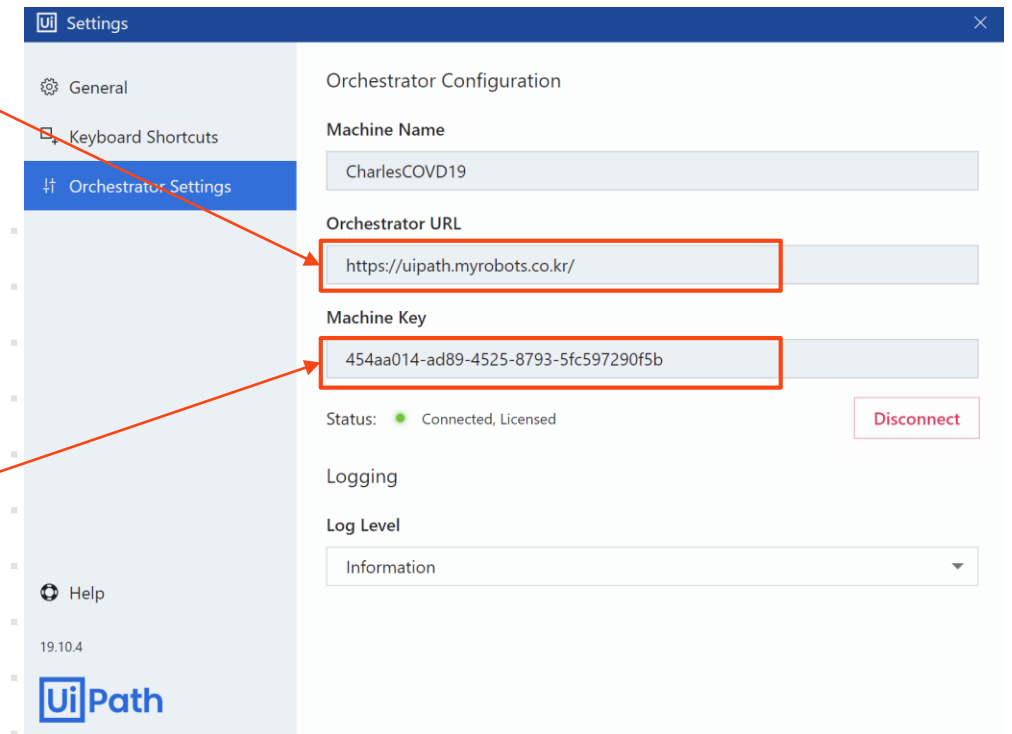 Ui Settings
General
Keyboard Shortcuts
Orchestrator Settings
Help
19.10.4
UiPath
Orchestrator Configuration
Machine Name
CharlesCOVD19
Orchestrator URL
https://uipath.myrobots.co.kr/
Machine Key
454aa014-ad89-4525-8793-5fc597290f5b
Status: Connected, Licensed
Disconnect
Logging
Log Level
Information